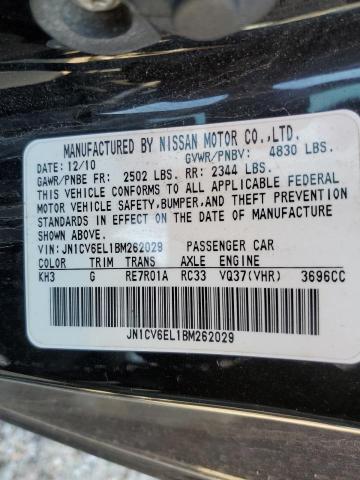 MANUFACTURED BY NISSAN MOTOR CO.,LTD.
DATE: 12/10 GVWR/PNBV: 4830 LBS.
GAWR/PNBE FR: 2502 LBS. RR: 2344 LBS.
THIS VEHICLE CONFORMS TO ALL APPLICABLE FEDERAL
MOTOR VEHICLE SAFETY,BUMPER,AND THEFT PREVENTION
STANDARDS IN EFFECT ON THE DATE OF MANUFACTURE
SHOWN ABOVE.
VIN: JN1CV6EL1BM262029 PASSENGER CAR
COLOR TRIM TRANS AXLE ENGINE
KH3 G RE7R01A RC33 VQ37(VHR) 3696CC
JN1CV6EL1BM262029